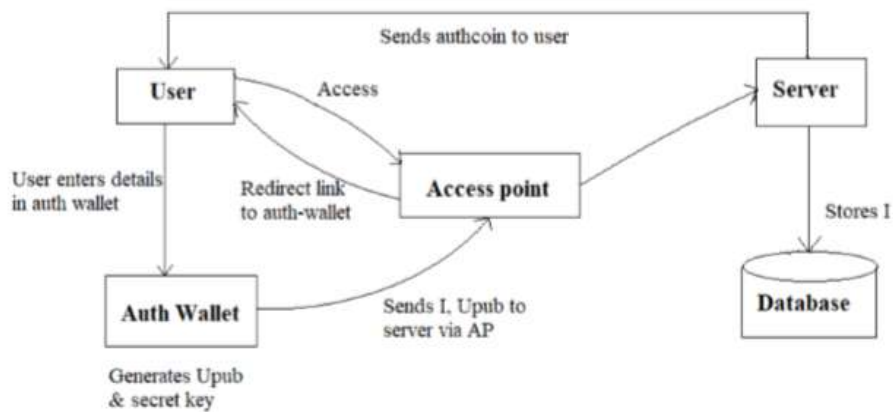 Sends authcoin to user
User
Access
Server
User enters details
in auth wallet
Redirect link
to auth-wallet
Access point
Stores I
Auth Wallet
Sends I, Upub to
server via AP
Database
Generates Upub
& secret key